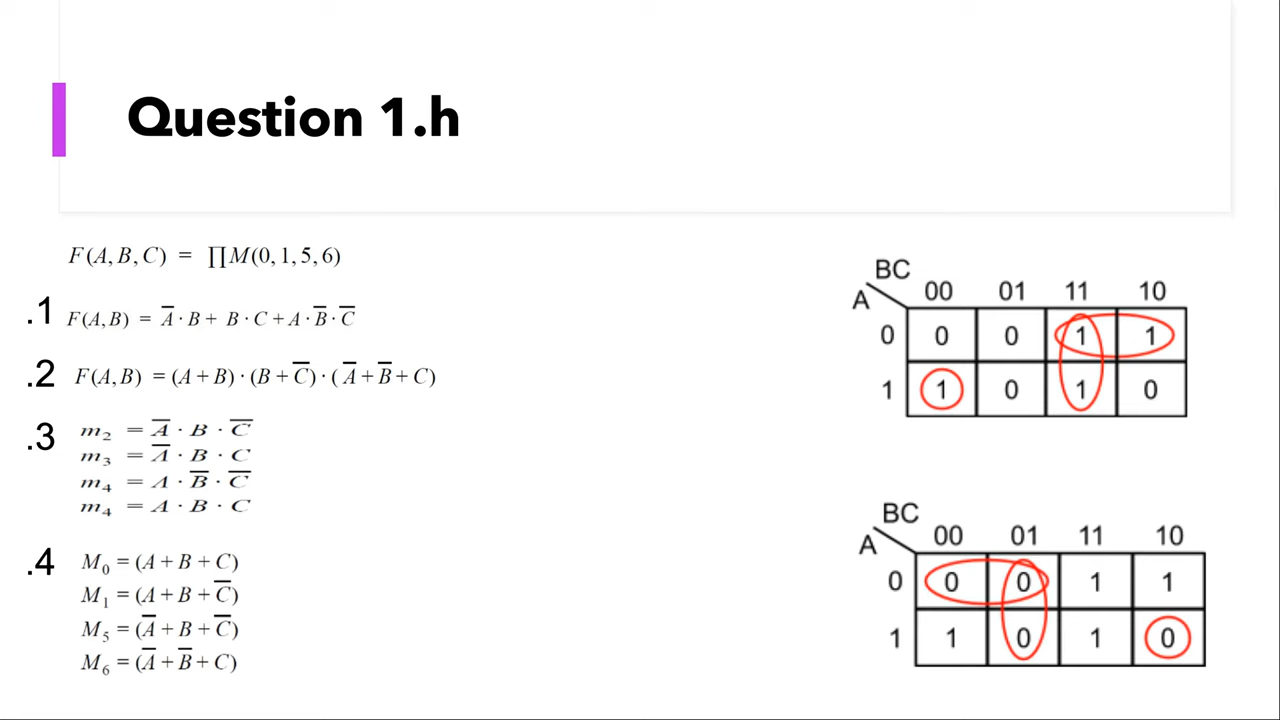 Question 1.h
F(A,B,C) = ∏M(0,1,5,6)
.1 F(A,B) = A̅·B + B·C + A·B̅·C̅
.2 F(A,B) = (A+B)·(B+C̅)·(A̅+B̅+C)
.3 m₂ = A̅·B·C̅
m₃ = A̅·B·C
m₄ = A·B̅·C̅
m₄ = A·B·C
.4 M₀ = (A+B+C)
M₁ = (A+B+C̅)
M₅ = (A̅+B+C̅)
M₆ = (A̅+B̅+C)
BC
A 00 01 11 10
0 0 0 1 1
1 1 0 1 0
BC
A 00 01 11 10
0 0 0 1 1
1 1 0 1 0